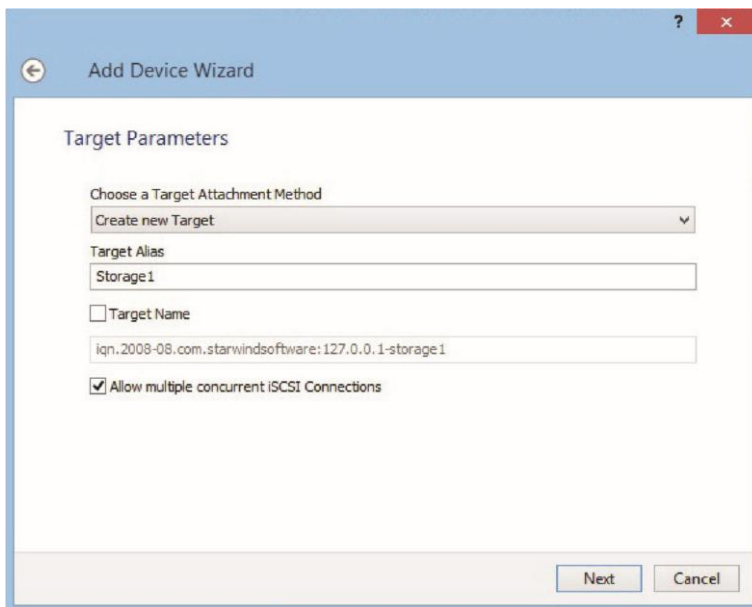 ?
Add Device Wizard
Target Parameters
Choose a Target Attachment Method
Create new Target
Target Alias
Storage1
Target Name
iqn.2008-08.com.starwindsoftware:127.0.0.1-storage1
Allow multiple concurrent iSCSI Connections
Next Cancel